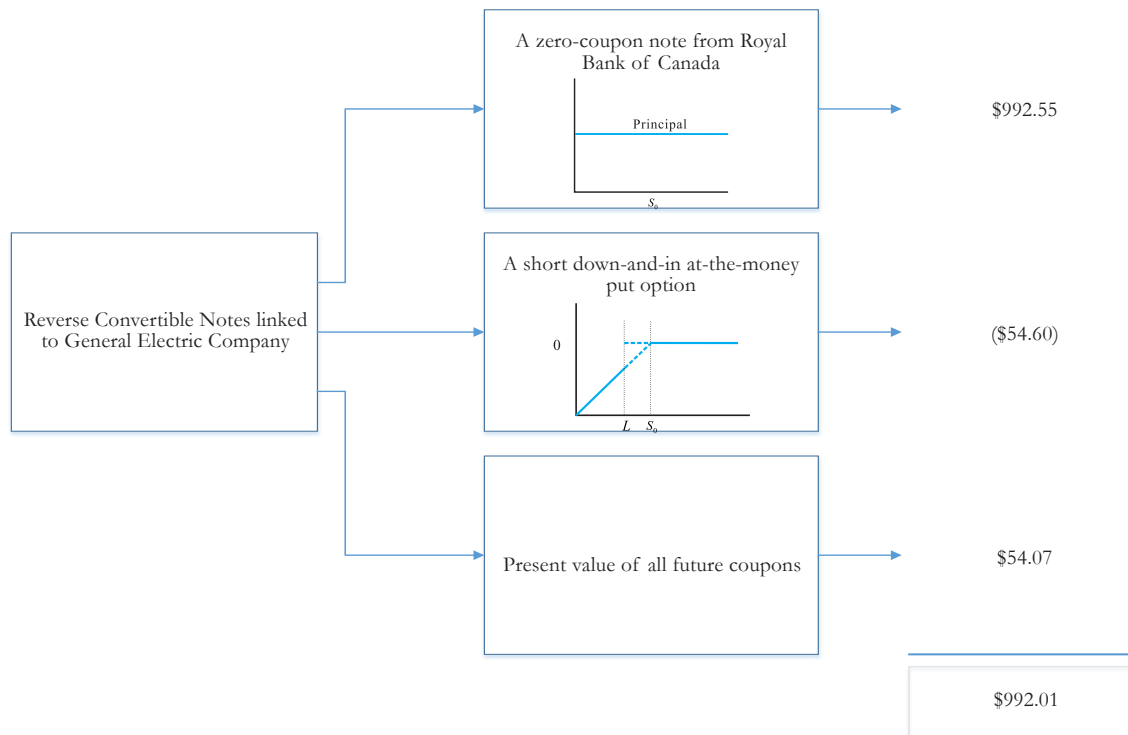 A zero-coupon note from Royal
Bank of Canada
Principal
S₀
$992.55
Reverse Convertible Notes linked
to General Electric Company
A short down-and-in at-the-money
put option
0
L S₀
($54.60)
Present value of all future coupons
$54.07
$992.01